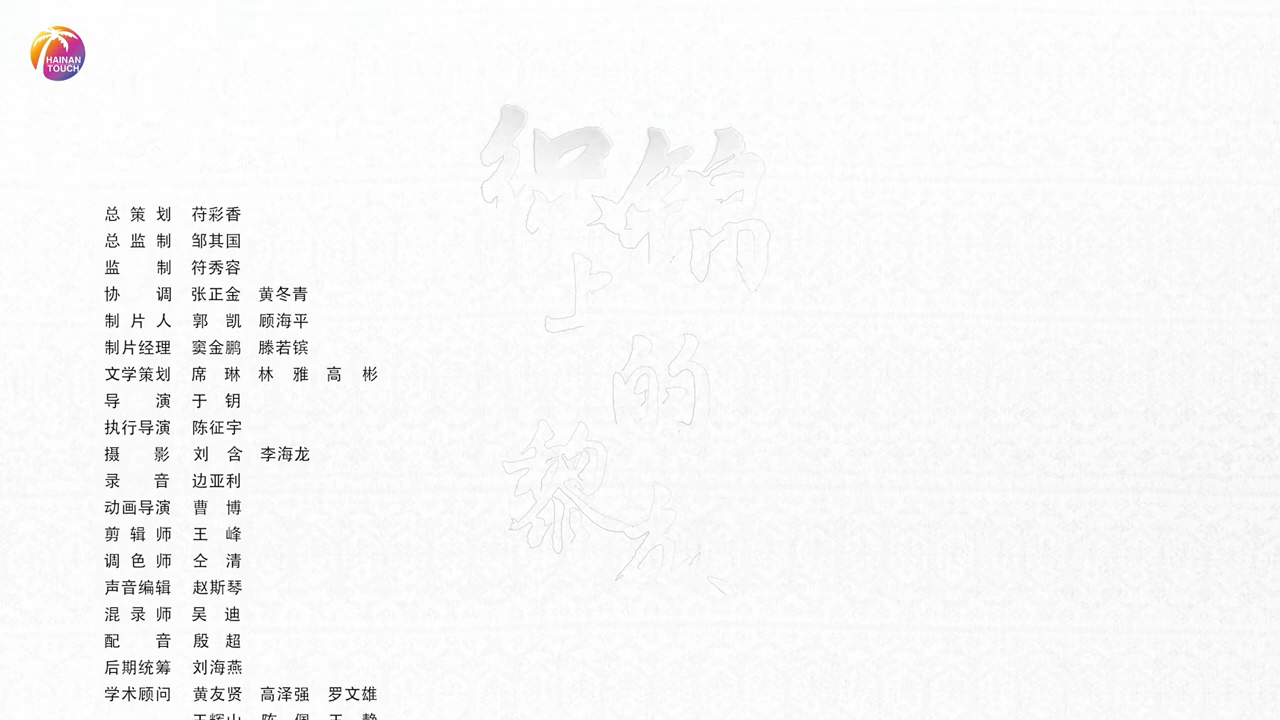 HAINAN
TOUCH
织锦
上
的
黎族
总策划 苻彩香
总监制 邹其国
监制 符秀容
协调 张正金 黄冬青
制片人 郭凯 顾海平
制片经理 窦金鹏 滕若镔
文学策划 席琳 林雅 高彬
导演 于钥
执行导演 陈征宇
摄影 刘含 李海龙
录音 边亚利
动画导演 曹博
剪辑师 王峰
调色师 仝清
声音编辑 赵斯琴
混录师 吴迪
配音 殷超
后期统筹 刘海燕
学术顾问 黄友贤 高泽强 罗文雄
王辉山 陈佩 王静